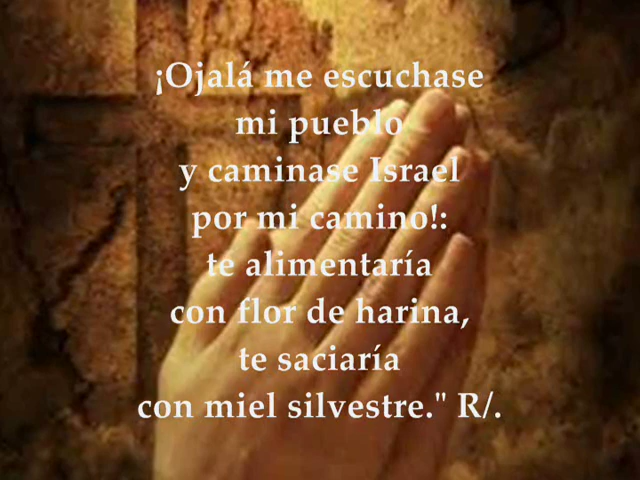 ¡Ojalá me escuchase
mi pueblo
y caminase Israel
por mi camino!:
te alimentaría
con flor de harina,
te saciaría
con miel silvestre." R/.